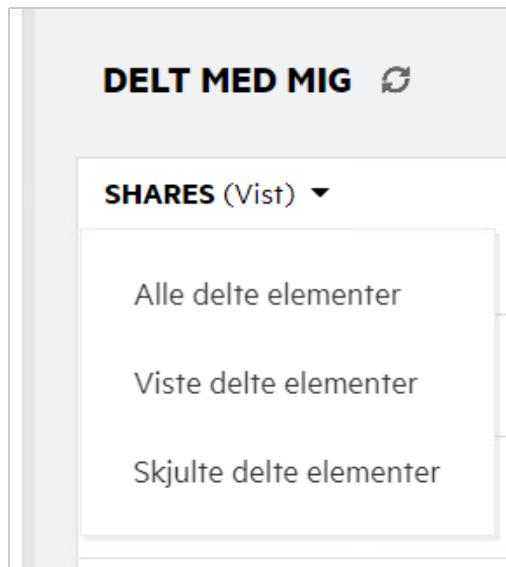 DELT MED MIG
SHARES (Vist)
Alle delte elementer
Viste delte elementer
Skjulte delte elementer